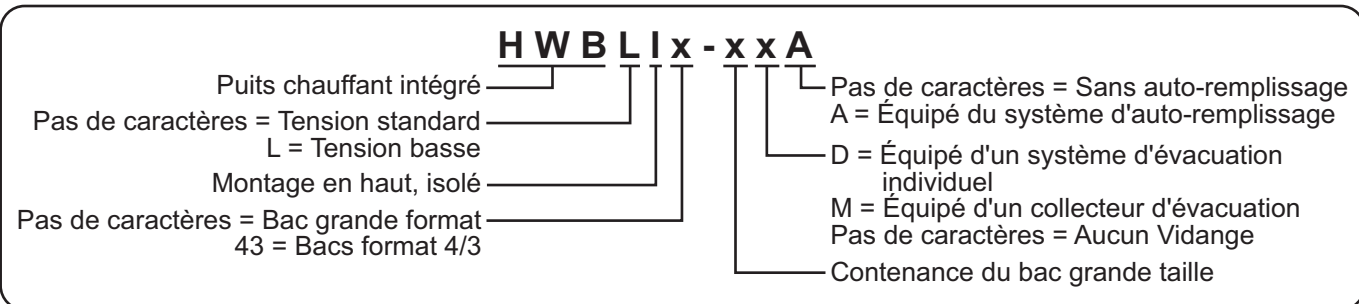 H W B L I x - x x A
Puits chauffant intégré
Pas de caractères = Tension standard
L = Tension basse
Montage en haut, isolé
Pas de caractères = Bac grande format
43 = Bacs format 4/3
Pas de caractères = Sans auto-remplissage
A = Équipé du système d'auto-remplissage
D = Équipé d'un système d'évacuation
individuel
M = Équipé d'un collecteur d'évacuation
Pas de caractères = Aucun Vidange
Contenance du bac grande taille